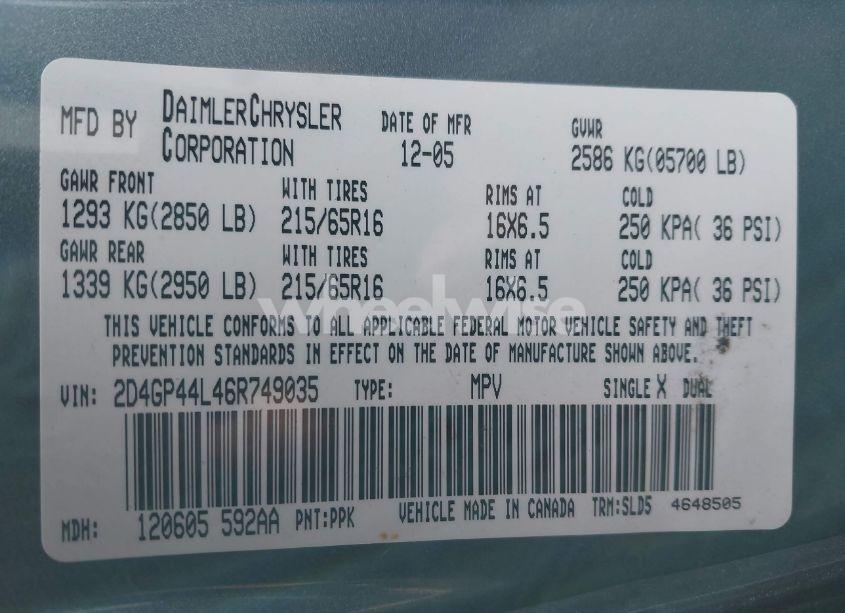 MFD BY DAIMLERCHRYSLER CORPORATION DATE OF MFR 12-05 GVWR 2586 KG(05700 LB)
GAWR FRONT WITH TIRES RIMS AT COLD
1293 KG(2850 LB) 215/65R16 16X6.5 250 KPA( 36 PSI)
GAWR REAR WITH TIRES RIMS AT COLD
1339 KG(2950 LB) 215/65R16 16X6.5 250 KPA( 36 PSI)
wheelwise
THIS VEHICLE CONFORMS TO ALL APPLICABLE FEDERAL MOTOR VEHICLE SAFETY AND THEFT
PREVENTION STANDARDS IN EFFECT ON THE DATE OF MANUFACTURE SHOWN ABOVE.
VIN: 2D4GP44L46R749035 TYPE: MPV SINGLE X DUAL
MDH: 120605 592AA PNT:PPK VEHICLE MADE IN CANADA TRM:SLD5 4648505